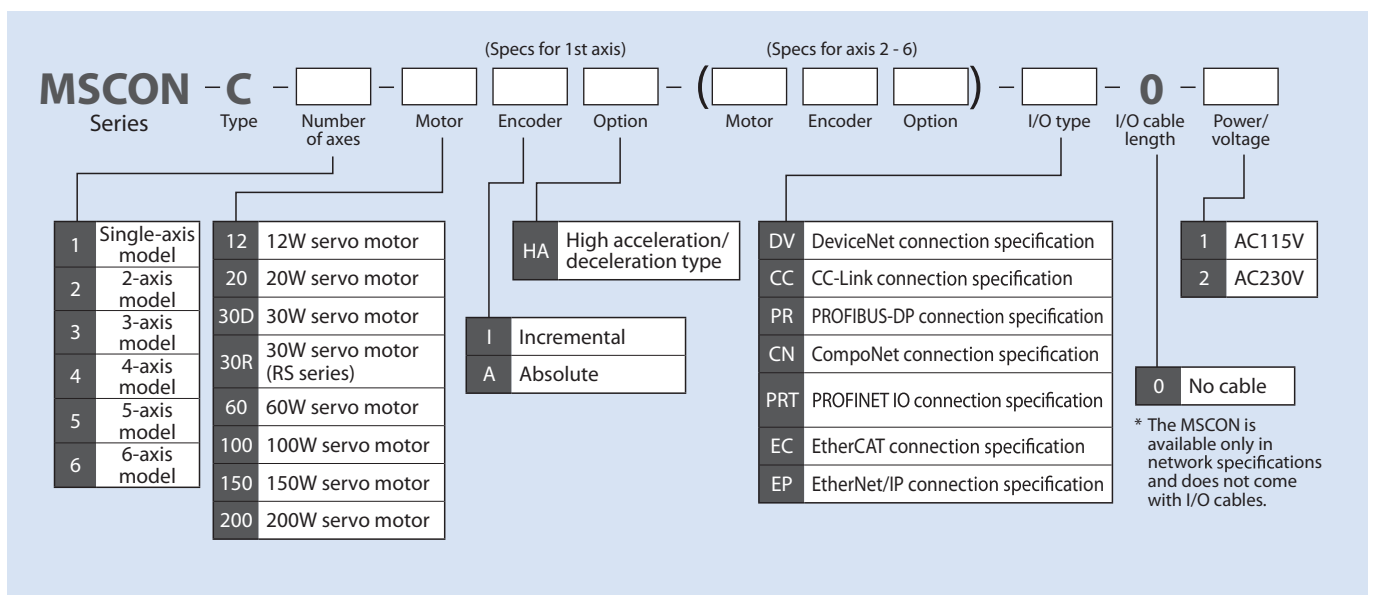 (Specs for 1st axis) (Specs for axis 2 - 6)
MSCON - C - - - ( ) - - 0 -
Series Type Number of axes Motor Encoder Option Motor Encoder Option I/O type I/O cable length Power/ voltage
1 Single-axis model
2 2-axis model
3 3-axis model
4 4-axis model
5 5-axis model
6 6-axis model
12 12W servo motor
20 20W servo motor
30D 30W servo motor
30R 30W servo motor
(RS series)
60 60W servo motor
100 100W servo motor
150 150W servo motor
200 200W servo motor
I Incremental
A Absolute
HA High acceleration/
deceleration type
DV DeviceNet connection specification
CC CC-Link connection specification
PR PROFIBUS-DP connection specification
CN CompoNet connection specification
PRT PROFINET IO connection specification
EC EtherCAT connection specification
EP EtherNet/IP connection specification
0 No cable
* The MSCON is
available only in
network specifications
and does not come
with I/O cables.
1 AC115V
2 AC230V